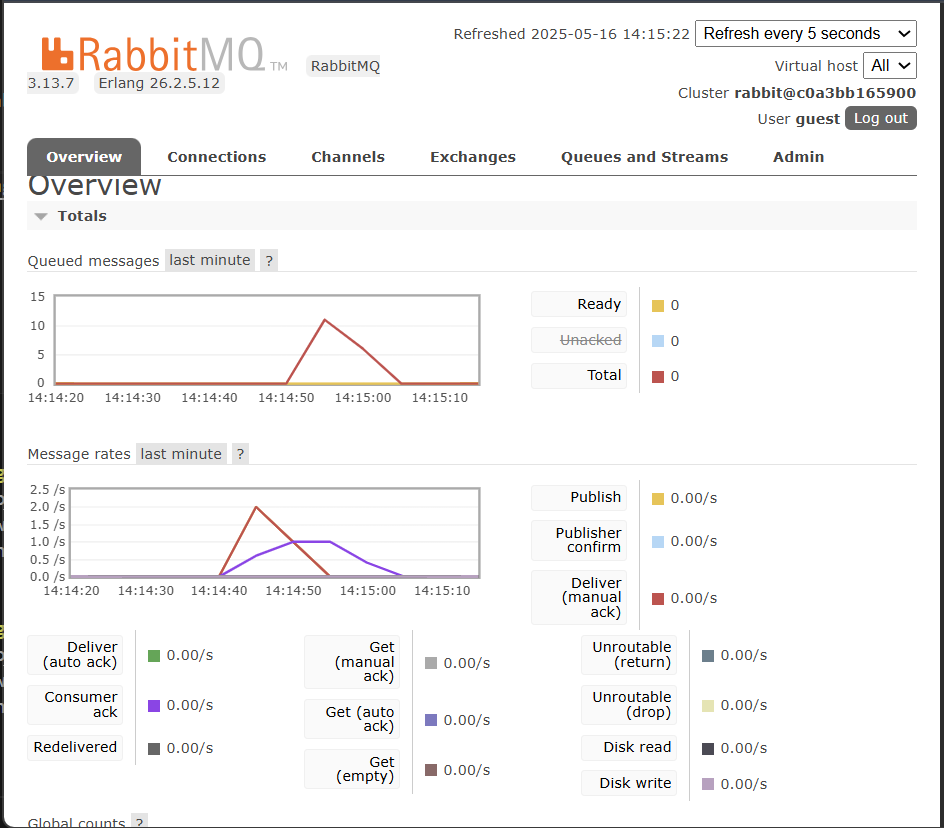 RabbitMQ TM RabbitMQ
3.13.7 Erlang 26.2.5.12
Refreshed 2025-05-16 14:15:22 Refresh every 5 seconds
Virtual host All
Cluster rabbit@c0a3bb165900
User guest Log out
Overview Connections Channels Exchanges Queues and Streams Admin
Overview
Totals
Queued messages last minute ?
15
10
5
0
14:14:20 14:14:30 14:14:40 14:14:50 14:15:00 14:15:10
Ready 0
Unacked 0
Total 0
Message rates last minute ?
2.5 /s
2.0 /s
1.5 /s
1.0 /s
0.5 /s
0.0 /s
14:14:20 14:14:30 14:14:40 14:14:50 14:15:00 14:15:10
Publish 0.00/s
Publisher
confirm 0.00/s
Deliver
(manual 0.00/s
ack)
Deliver
(auto ack) 0.00/s
Consumer
ack 0.00/s
Redelivered 0.00/s
Get
(manual 0.00/s
ack)
Get (auto
ack) 0.00/s
Get
(empty) 0.00/s
Unroutable
(return) 0.00/s
Unroutable
(drop) 0.00/s
Disk read 0.00/s
Disk write 0.00/s
Global counts ?